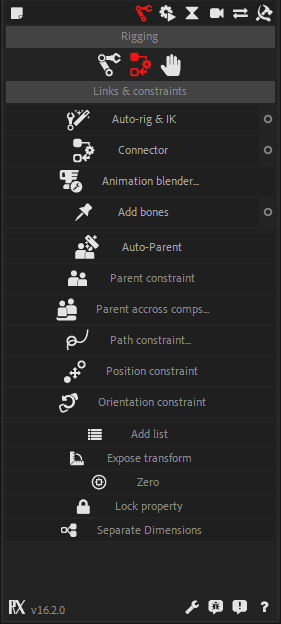 Rigging
Links & constraints
Auto-rig & IK
Connector
Animation blender...
Add bones
Auto-Parent
Parent constraint
Parent accross comps...
Path constraint...
Position constraint
Orientation constraint
Add list
Expose transform
Zero
Lock property
Separate Dimensions
v16.2.0
?